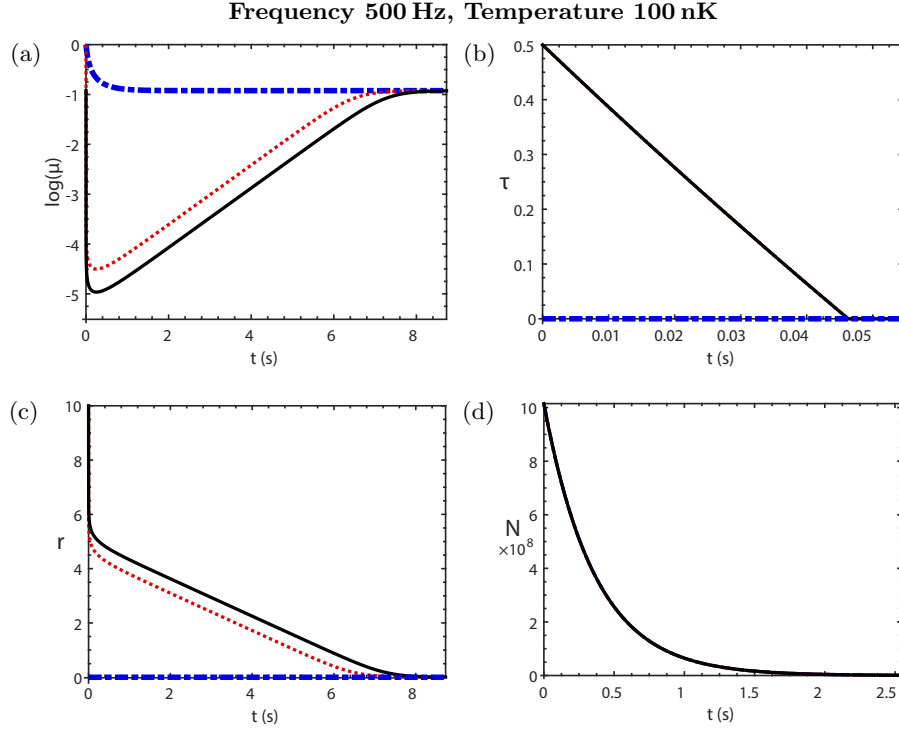 Frequency 500 Hz, Temperature 100 nK
(a)
0
-1
-2
-3
-4
-5
log(μ)
0 2 4 6 8
t (s)
(b)
0.5
0.4
0.3
0.2
0.1
0
τ
0 0.01 0.02 0.03 0.04 0.05
t (s)
(c)
10
8
6
4
2
0
r
0 2 4 6 8
t (s)
(d)
10
8
6
4
2
0
N
×10⁸
0 0.5 1 1.5 2 2.5
t (s)